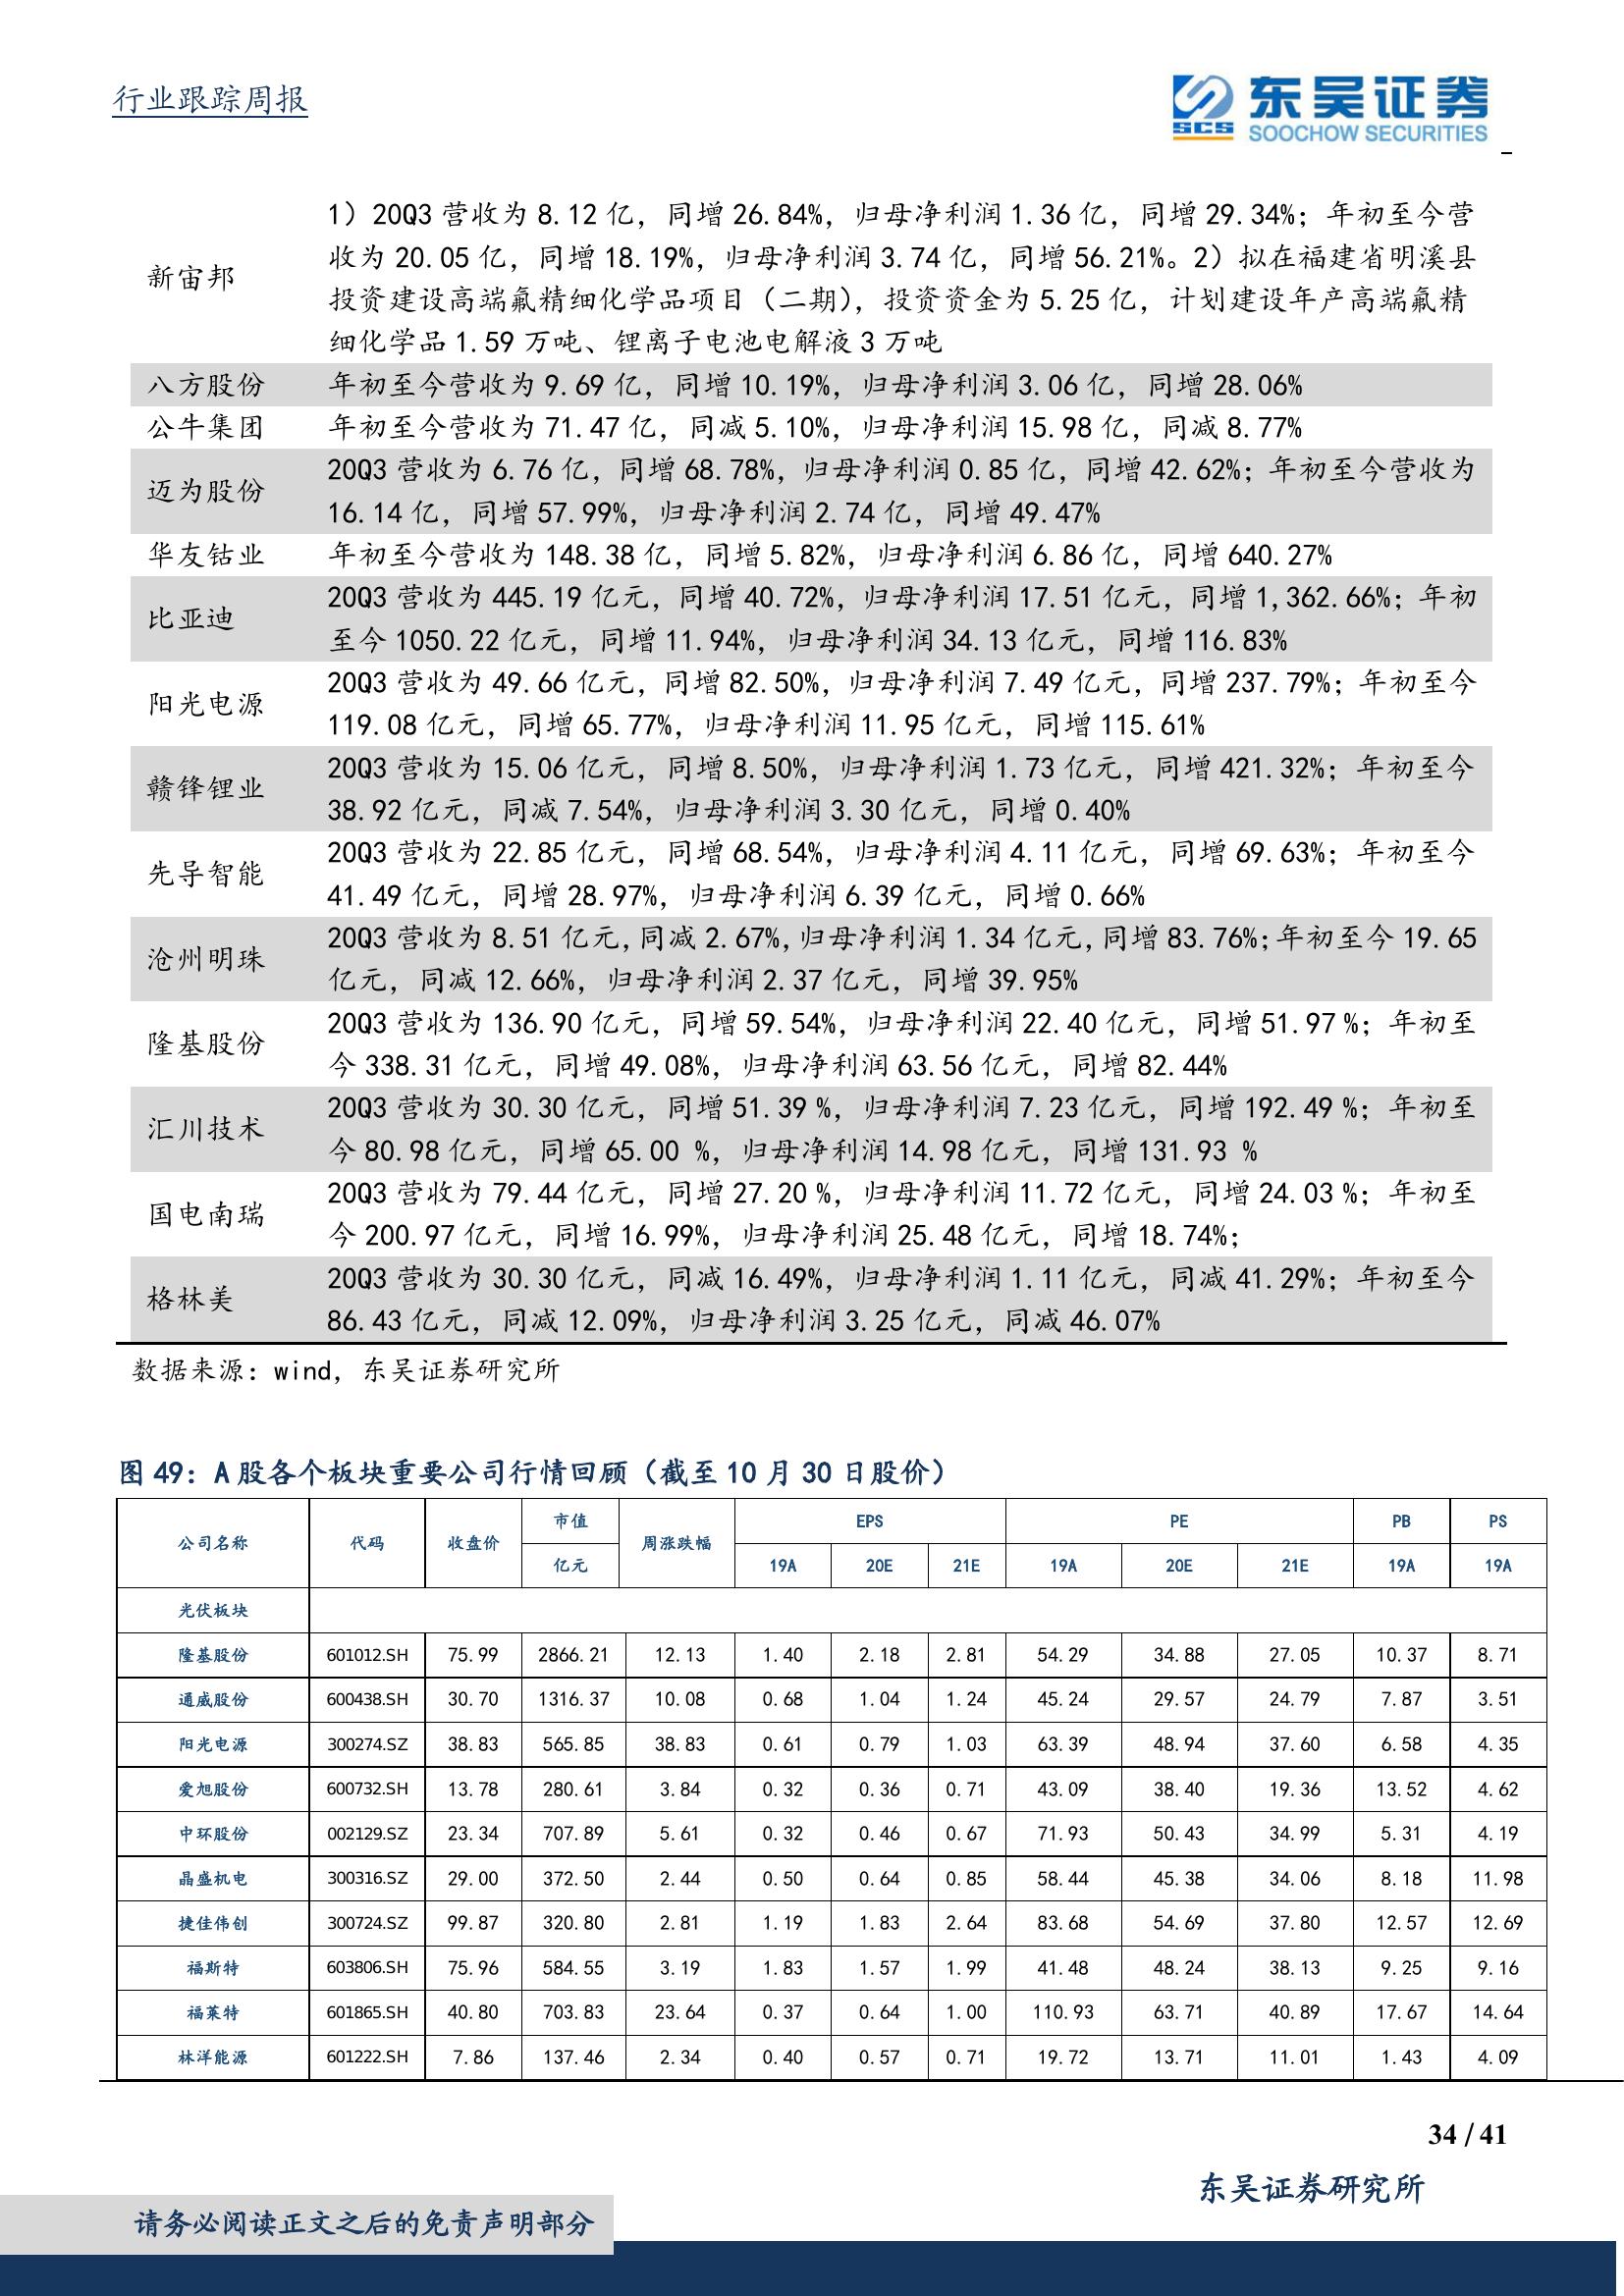 行业跟踪周报
SCS
东吴证券
SOOCHOW SECURITIES
新宙邦
1）20Q3 营收为 8.12 亿，同增 26.84%，归母净利润 1.36 亿，同增 29.34%；年初至今营
收为 20.05 亿，同增 18.19%，归母净利润 3.74 亿，同增 56.21%。2）拟在福建省明溪县
投资建设高端氟精细化学品项目（二期），投资资金为 5.25 亿，计划建设年产高端氟精
细化学品 1.59 万吨、锂离子电池电解液 3 万吨
八方股份 年初至今营收为 9.69 亿，同增 10.19%，归母净利润 3.06 亿，同增 28.06%
公牛集团 年初至今营收为 71.47 亿，同减 5.10%，归母净利润 15.98 亿，同减 8.77%
迈为股份
20Q3 营收为 6.76 亿，同增 68.78%，归母净利润 0.85 亿，同增 42.62%；年初至今营收为
16.14 亿，同增 57.99%，归母净利润 2.74 亿，同增 49.47%
华友钴业 年初至今营收为 148.38 亿，同增 5.82%，归母净利润 6.86 亿，同增 640.27%
比亚迪
20Q3 营收为 445.19 亿元，同增 40.72%，归母净利润 17.51 亿元，同增 1,362.66%；年初
至今 1050.22 亿元，同增 11.94%，归母净利润 34.13 亿元，同增 116.83%
阳光电源
20Q3 营收为 49.66 亿元，同增 82.50%，归母净利润 7.49 亿元，同增 237.79%；年初至今
119.08 亿元，同增 65.77%，归母净利润 11.95 亿元，同增 115.61%
赣锋锂业
20Q3 营收为 15.06 亿元，同增 8.50%，归母净利润 1.73 亿元，同增 421.32%；年初至今
38.92 亿元，同减 7.54%，归母净利润 3.30 亿元，同增 0.40%
先导智能
20Q3 营收为 22.85 亿元，同增 68.54%，归母净利润 4.11 亿元，同增 69.63%；年初至今
41.49 亿元，同增 28.97%，归母净利润 6.39 亿元，同增 0.66%
沧州明珠
20Q3 营收为 8.51 亿元,同减 2.67%,归母净利润 1.34 亿元,同增 83.76%;年初至今 19.65
亿元，同减 12.66%，归母净利润 2.37 亿元，同增 39.95%
隆基股份
20Q3 营收为 136.90 亿元，同增 59.54%，归母净利润 22.40 亿元，同增 51.97 %；年初至
今 338.31 亿元，同增 49.08%，归母净利润 63.56 亿元，同增 82.44%
汇川技术
20Q3 营收为 30.30 亿元，同增 51.39 %，归母净利润 7.23 亿元，同增 192.49 %；年初至
今 80.98 亿元，同增 65.00 %，归母净利润 14.98 亿元，同增 131.93 %
国电南瑞
20Q3 营收为 79.44 亿元，同增 27.20 %，归母净利润 11.72 亿元，同增 24.03 %；年初至
今 200.97 亿元，同增 16.99%，归母净利润 25.48 亿元，同增 18.74%；
格林美
20Q3 营收为 30.30 亿元，同减 16.49%，归母净利润 1.11 亿元，同减 41.29%；年初至今
86.43 亿元，同减 12.09%，归母净利润 3.25 亿元，同减 46.07%
数据来源：wind，东吴证券研究所
图 49：A 股各个板块重要公司行情回顾（截至 10 月 30 日股价）
公司名称 代码 收盘价 市值 周涨跌幅 EPS PE PB PS
亿元 19A 20E 21E 19A 20E 21E 19A 19A
光伏板块
隆基股份 601012.SH 75.99 2866.21 12.13 1.40 2.18 2.81 54.29 34.88 27.05 10.37 8.71
通威股份 600438.SH 30.70 1316.37 10.08 0.68 1.04 1.24 45.24 29.57 24.79 7.87 3.51
阳光电源 300274.SZ 38.83 565.85 38.83 0.61 0.79 1.03 63.39 48.94 37.60 6.58 4.35
爱旭股份 600732.SH 13.78 280.61 3.84 0.32 0.36 0.71 43.09 38.40 19.36 13.52 4.62
中环股份 002129.SZ 23.34 707.89 5.61 0.32 0.46 0.67 71.93 50.43 34.99 5.31 4.19
晶盛机电 300316.SZ 29.00 372.50 2.44 0.50 0.64 0.85 58.44 45.38 34.06 8.18 11.98
捷佳伟创 300724.SZ 99.87 320.80 2.81 1.19 1.83 2.64 83.68 54.69 37.80 12.57 12.69
福斯特 603806.SH 75.96 584.55 3.19 1.83 1.57 1.99 41.48 48.24 38.13 9.25 9.16
福莱特 601865.SH 40.80 703.83 23.64 0.37 0.64 1.00 110.93 63.71 40.89 17.67 14.64
林洋能源 601222.SH 7.86 137.46 2.34 0.40 0.57 0.71 19.72 13.71 11.01 1.43 4.09
34 / 41
东吴证券研究所
请务必阅读正文之后的免责声明部分